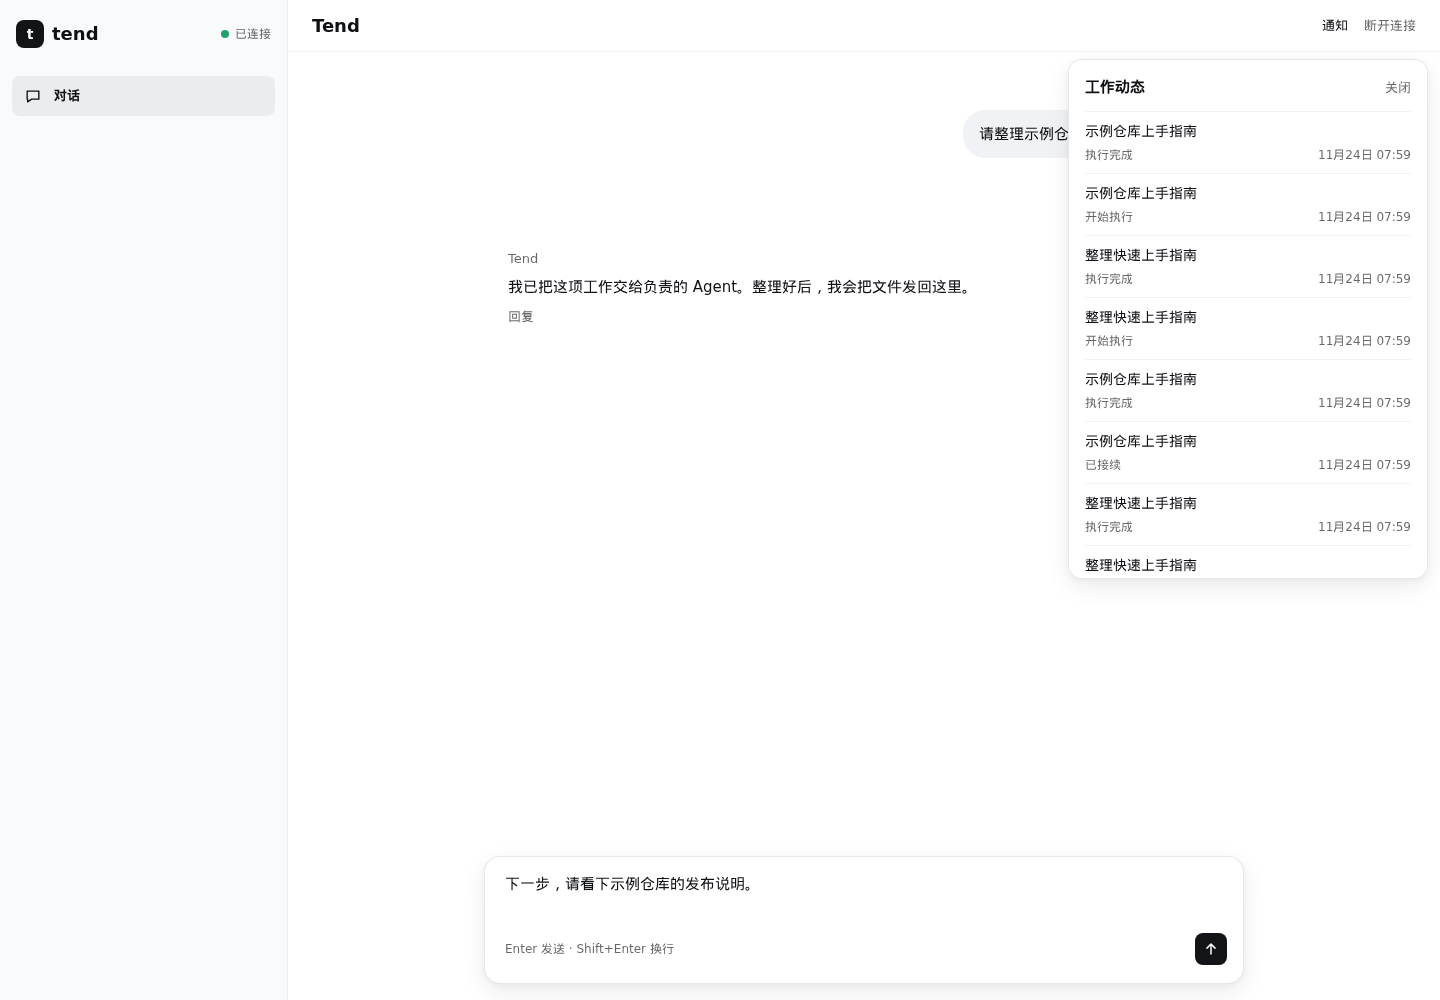 t tend
已连接
对话
Tend
通知
断开连接
请整理示例仓
Tend
我已把这项工作交给负责的 Agent。整理好后，我会把文件发回这里。
回复
工作动态
关闭
示例仓库上手指南
执行完成 11月24日 07:59
示例仓库上手指南
开始执行 11月24日 07:59
整理快速上手指南
执行完成 11月24日 07:59
整理快速上手指南
开始执行 11月24日 07:59
示例仓库上手指南
执行完成 11月24日 07:59
示例仓库上手指南
已接续 11月24日 07:59
整理快速上手指南
执行完成 11月24日 07:59
整理快速上手指南
下一步，请看下示例仓库的发布说明。
Enter 发送 · Shift+Enter 换行